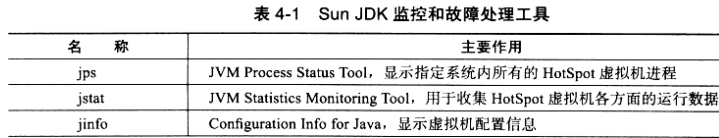 表 4-1 Sun JDK 监控和故障处理工具
名 称 主要作用
jps JVM Process Status Tool，显示指定系统内所有的 HotSpot 虚拟机进程
jstat JVM Statistics Monitoring Tool，用于收集 HotSpot 虚拟机各方面的运行数据
jinfo Configuration Info for Java，显示虚拟机配置信息